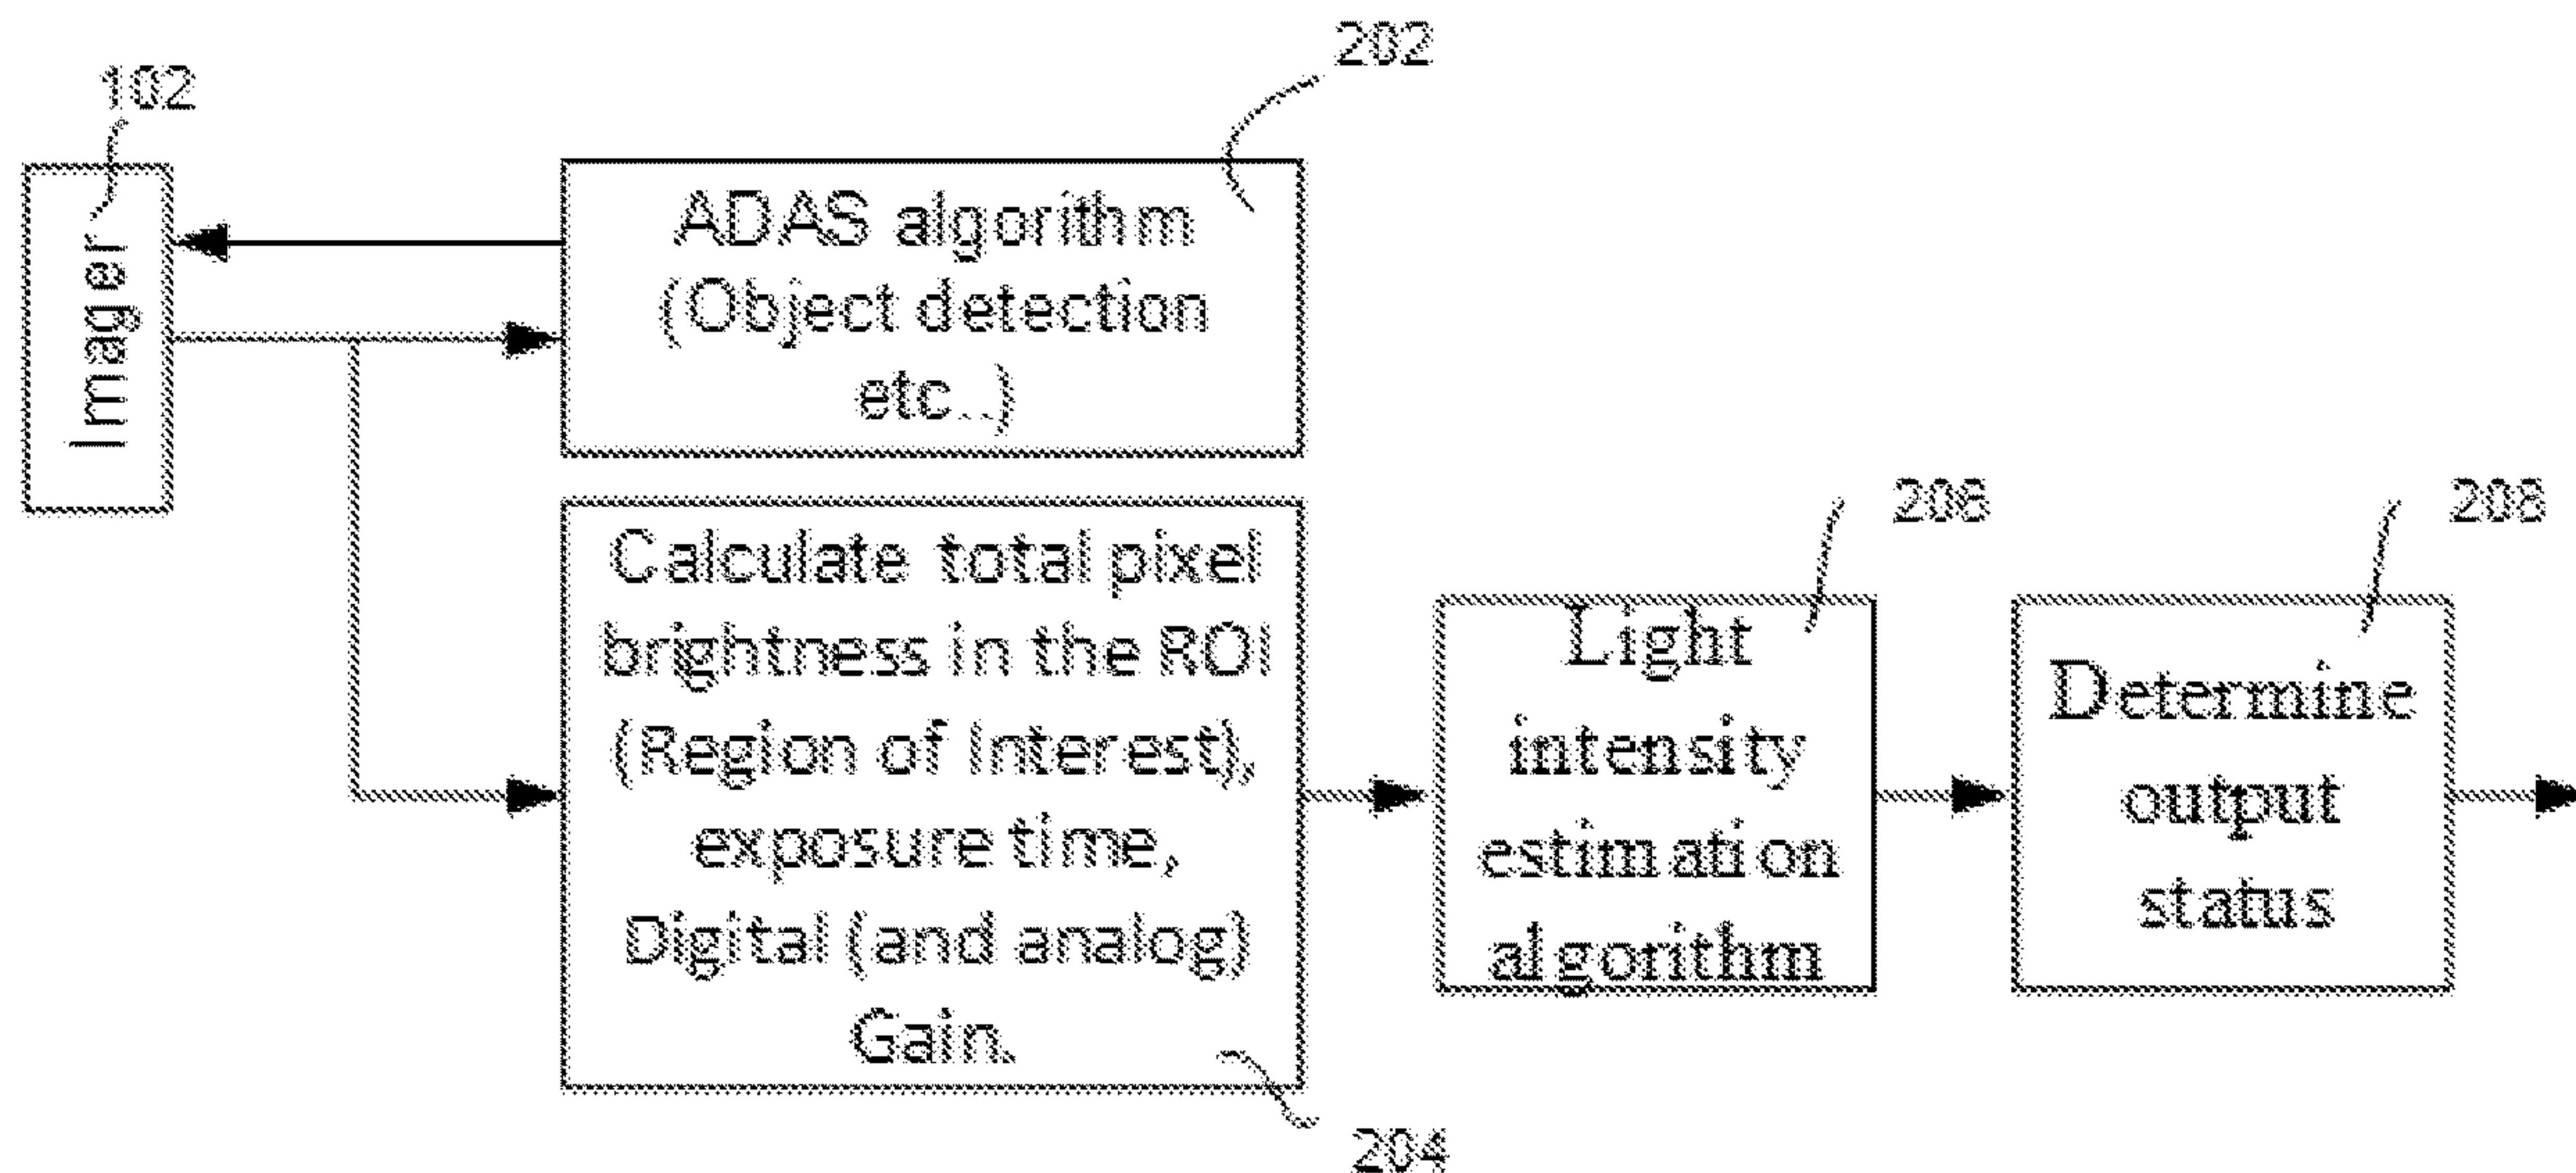 102
202
Imager
ADAS algorithm
(Object detection
etc...)
Calculate total pixel
brightness in the ROI
(Region of Interest),
exposure time,
Digital (and analog)
Gain.
204
206
Light
intensity
estimation
algorithm
208
Determine
output
status